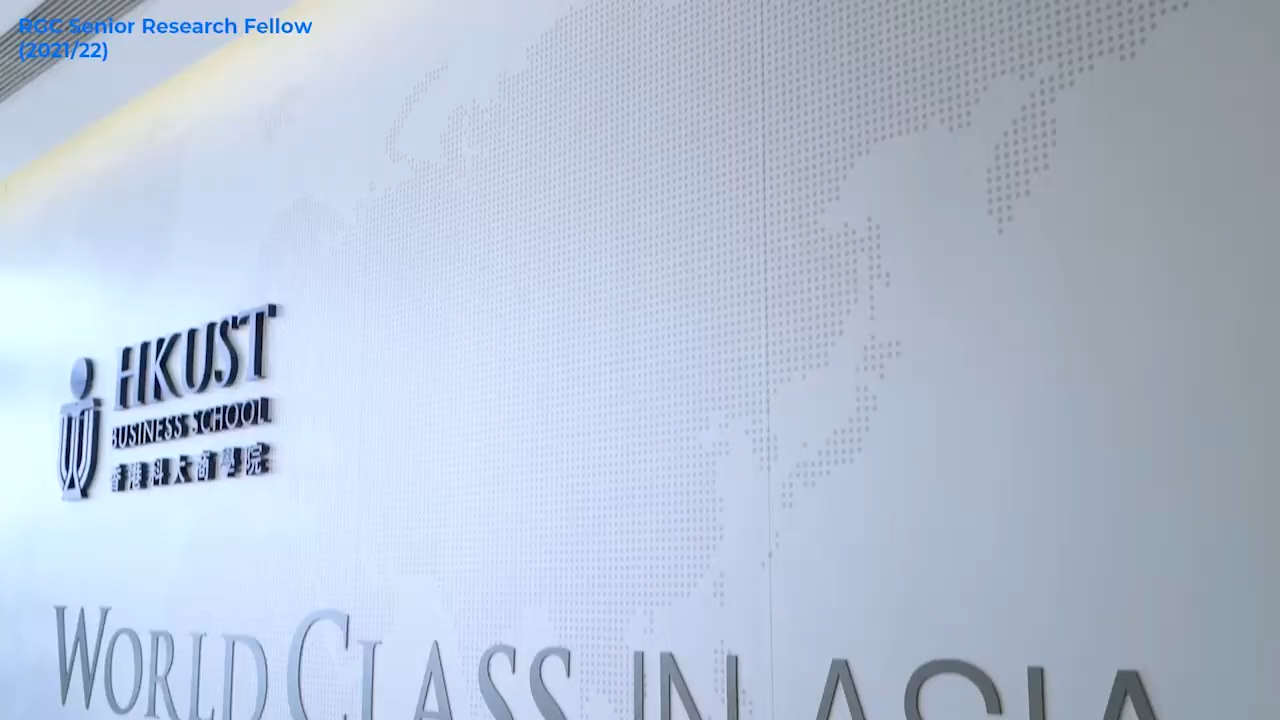 RGC Senior Research Fellow
(2021/22)
HKUST
BUSINESS SCHOOL
香港科大商學院
WORLD CLASS IN ASIA